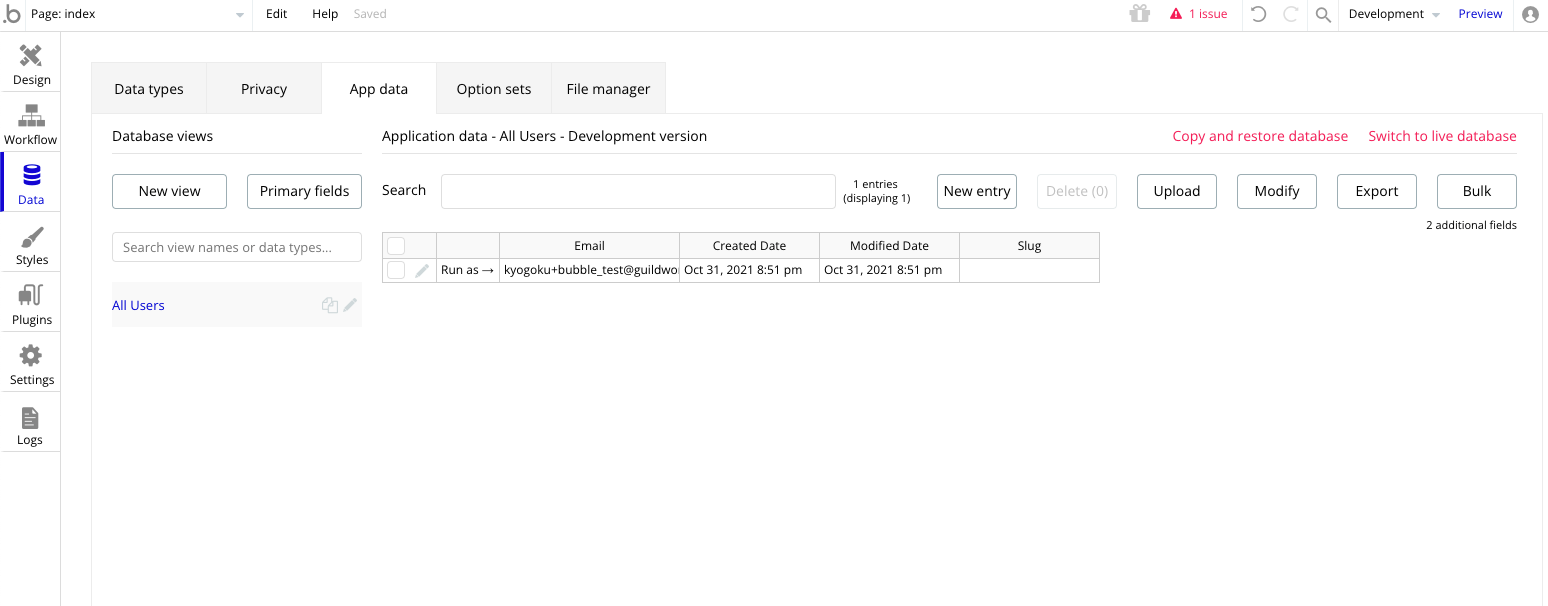 .b Page: index Edit Help Saved 1 issue Development Preview
Design
Workflow
Data
Styles
Plugins
Settings
Logs
Data types Privacy App data Option sets File manager
Database views
New view Primary fields
Search view names or data types...
All Users
Application data - All Users - Development version Copy and restore database Switch to live database
Search 1 entries
(displaying 1)
New entry Delete (0) Upload Modify Export Bulk
2 additional fields
Email Created Date Modified Date Slug
Run as → kyogoku+bubble_test@guildwo Oct 31, 2021 8:51 pm Oct 31, 2021 8:51 pm